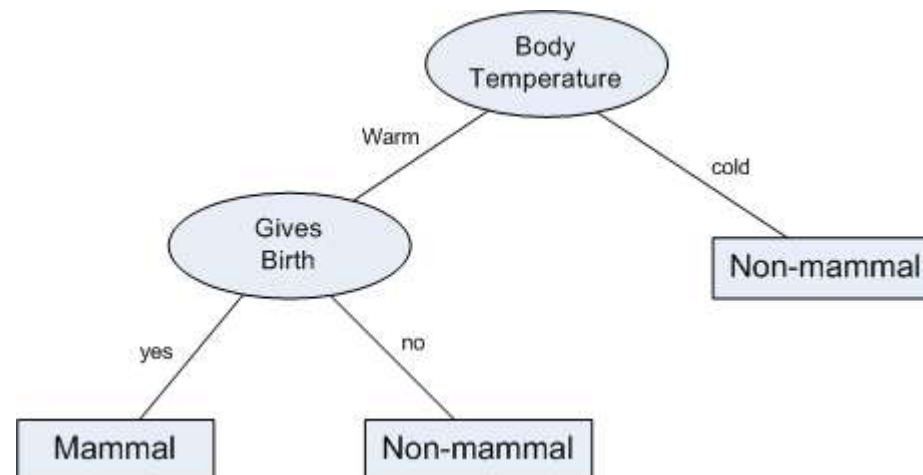 Body
Temperature
Warm
cold
Gives
Birth
Non-mammal
yes
no
Mammal
Non-mammal